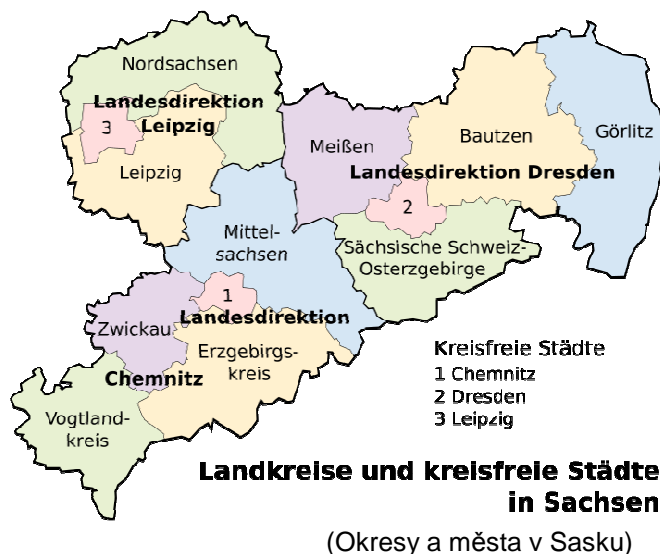 Nordsachsen
Landesdirektion
3
Leipzig
Leipzig
Meißen
Bautzen
Görlitz
Landesdirektion Dresden
2
Mittel-
sachsen
Sächsische Schweiz-
Osterzgebirge
1
Landesdirektion
Zwickau
Erzgebirgs-
kreis
Chemnitz
Vogtland-
kreis
Kreisfreie Städte
1 Chemnitz
2 Dresden
3 Leipzig
Landkreise und kreisfreie Städte
in Sachsen
(Okresy a města v Sasku)